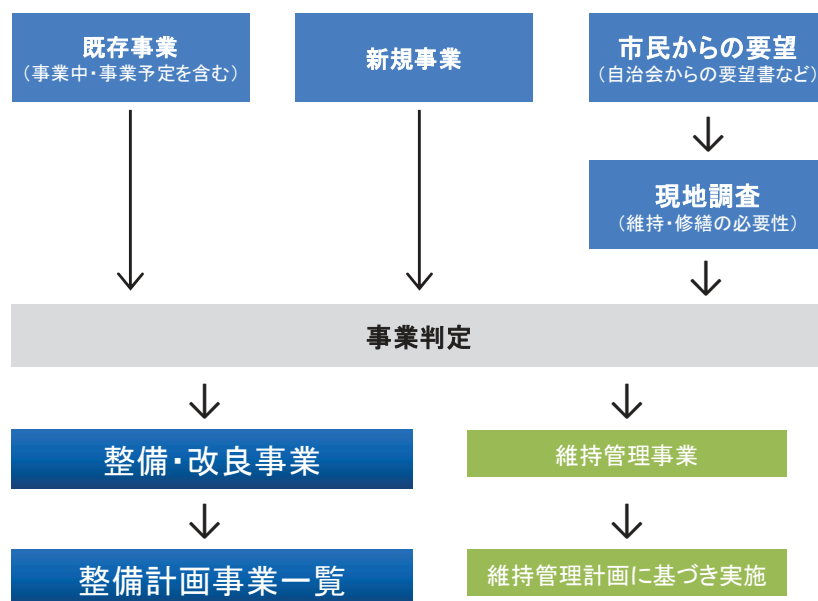 既存事業
（事業中・事業予定を含む）
新規事業
市民からの要望
（自治会からの要望書など）
現地調査
（維持・修繕の必要性）
事業判定
整備・改良事業
維持管理事業
整備計画事業一覧
維持管理計画に基づき実施